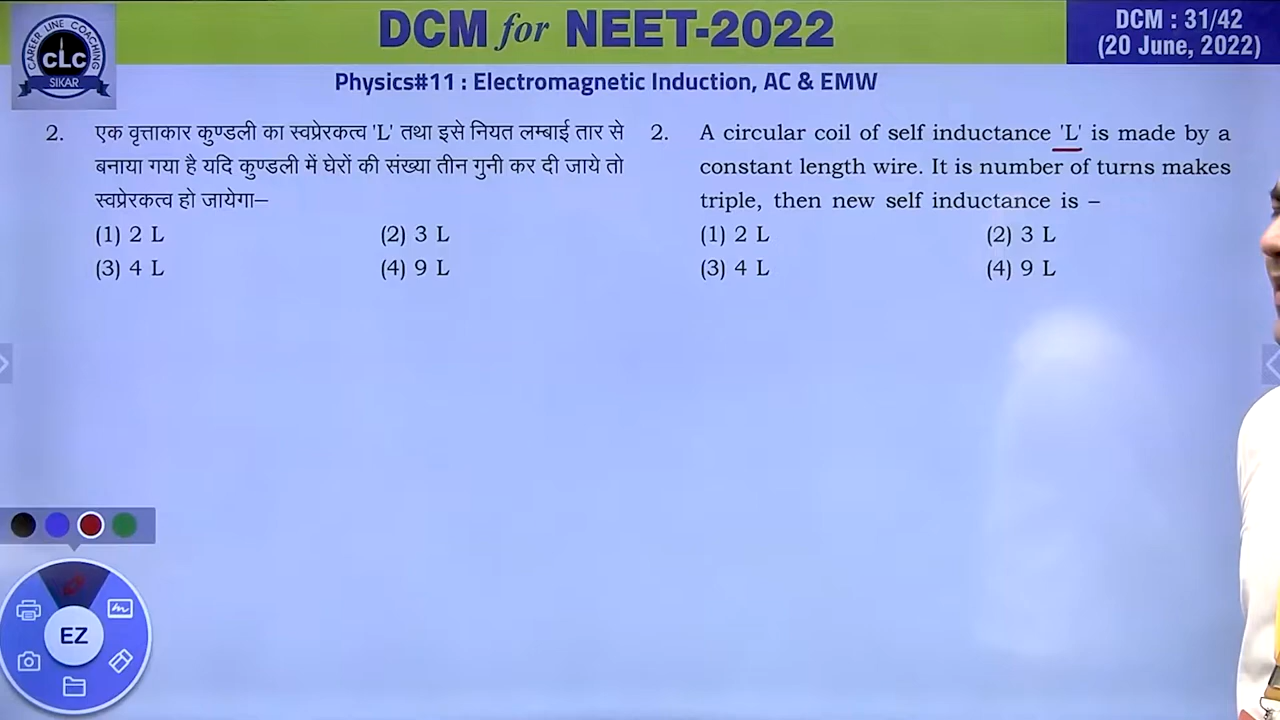 DCM for NEET-2022
DCM : 31/42
(20 June, 2022)
CAREER LINE COACHING
CLC
SIKAR
Physics#11 : Electromagnetic Induction, AC & EMW
2. एक वृत्ताकार कुण्डली का स्वप्रेरकत्व 'L' तथा इसे नियत लम्बाई तार से
बनाया गया है यदि कुण्डली में घेरों की संख्या तीन गुनी कर दी जाये तो
स्वप्रेरकत्व हो जायेगा–
(1) 2 L (2) 3 L
(3) 4 L (4) 9 L
2. A circular coil of self inductance 'L' is made by a
constant length wire. It is number of turns makes
triple, then new self inductance is –
(1) 2 L (2) 3 L
(3) 4 L (4) 9 L
EZ